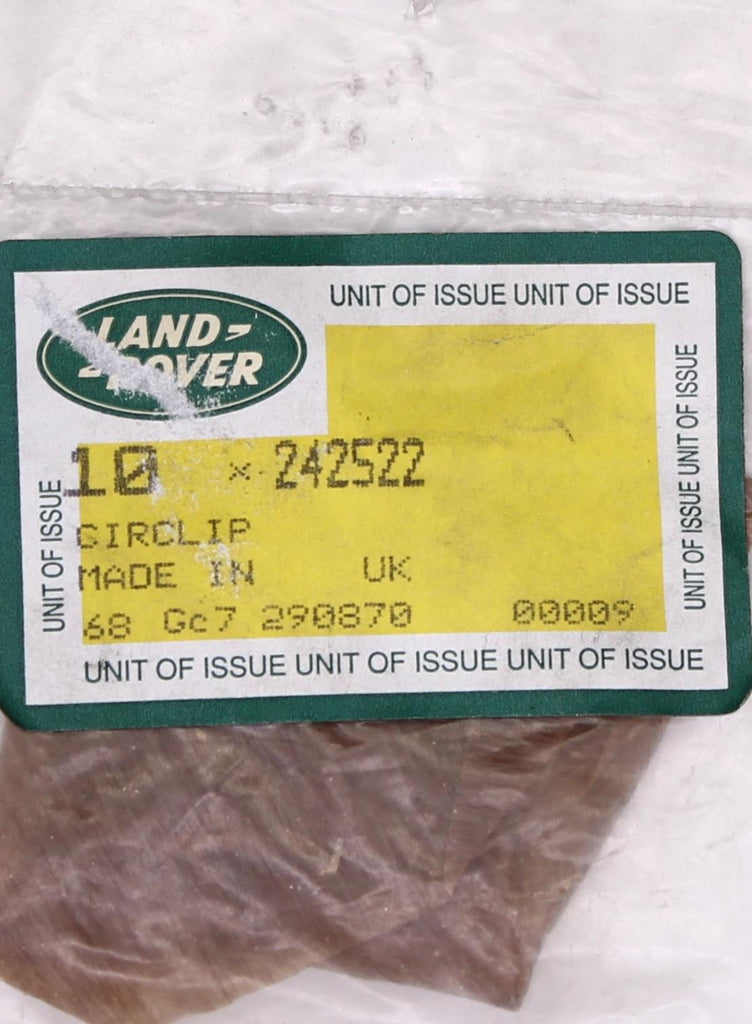 UNIT OF ISSUE UNIT OF ISSUE
LAND
ROVER
UNIT OF ISSUE UNIT OF ISSUE
10 × 242522
UNIT OF ISSUE
CIRCLIP
MADE IN UK
68 Gc7 290870 00009
UNIT OF ISSUE UNIT OF ISSUE UNIT OF ISSUE